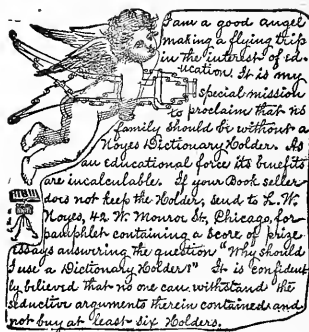 I am a good angel
making a flying trip
in the interest of ed-
ucation. It is my
special mission
to proclaim that no
family should be without a
Noyes Dictionary Holder. As
an educational force its benefits
are incalculable. If your Book seller
does not keep the Holder, send to L. W.
Noyes, 42 W. Monroe St., Chicago, for
pamphlet containing a score of prize
essays answering the question "Why should
I use a Dictionary Holder?" It is confident
ly believed that no one can withstand the
seductive arguments therein contained and
not buy at least six Holders.